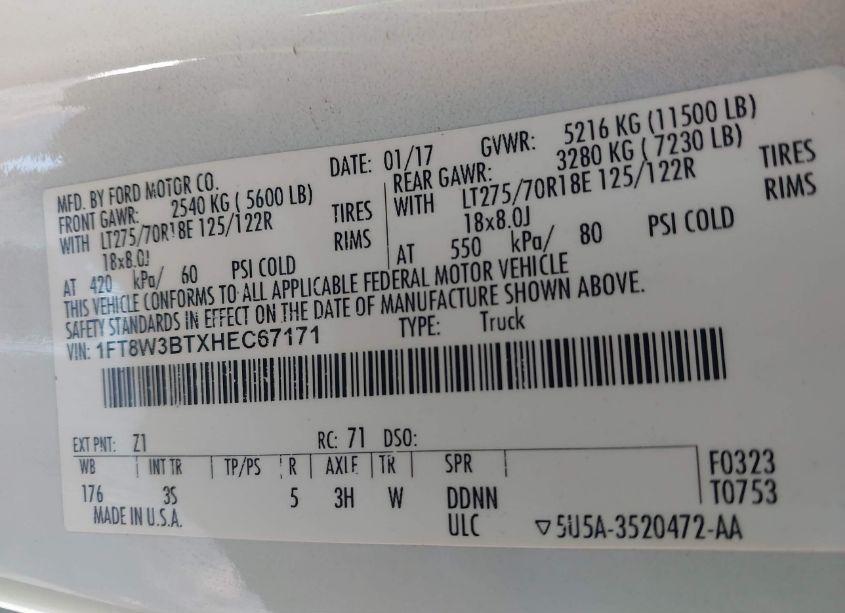 MFD. BY FORD MOTOR CO. DATE: 01/17 GVWR: 5216 KG (11500 LB)
FRONT GAWR: 2540 KG ( 5600 LB) REAR GAWR: 3280 KG ( 7230 LB)
WITH LT275/70R18E 125/122R TIRES WITH LT275/70R18E 125/122R TIRES
18x8.0J RIMS 18x8.0J RIMS
AT 420 kPa/ 60 PSI COLD AT 550 kPa/ 80 PSI COLD
THIS VEHICLE CONFORMS TO ALL APPLICABLE FEDERAL MOTOR VEHICLE
SAFETY STANDARDS IN EFFECT ON THE DATE OF MANUFACTURE SHOWN ABOVE.
VIN: 1FT8W3BTXHEC67171 TYPE: Truck
EXT PNT: Z1 RC: 71 DSO:
WB INT TR TP/PS R AXLE TR SPR F0323
176 3S 5 3H W DDNN T0753
MADE IN U.S.A. ULC ▽5U5A-3520472-AA